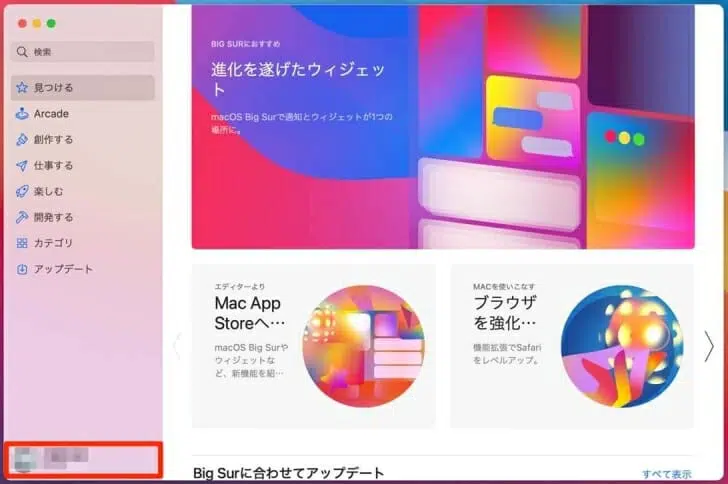 検索
見つける
Arcade
創作する
仕事する
楽しむ
開発する
カテゴリ
アップデート
BIG SURにおすすめ
進化を遂げたウィジェッ
ト
macOS Big Surで通知とウィジェットが1つの
場所に。
エディターより
Mac App
Storeへ…
macOS Big Surや
ウィジェットな
ど、新機能を紹…
MACを使いこなす
ブラウザ
を強化…
機能拡張でSafari
をレベルアップ。
Big Surに合わせてアップデート
すべて表示